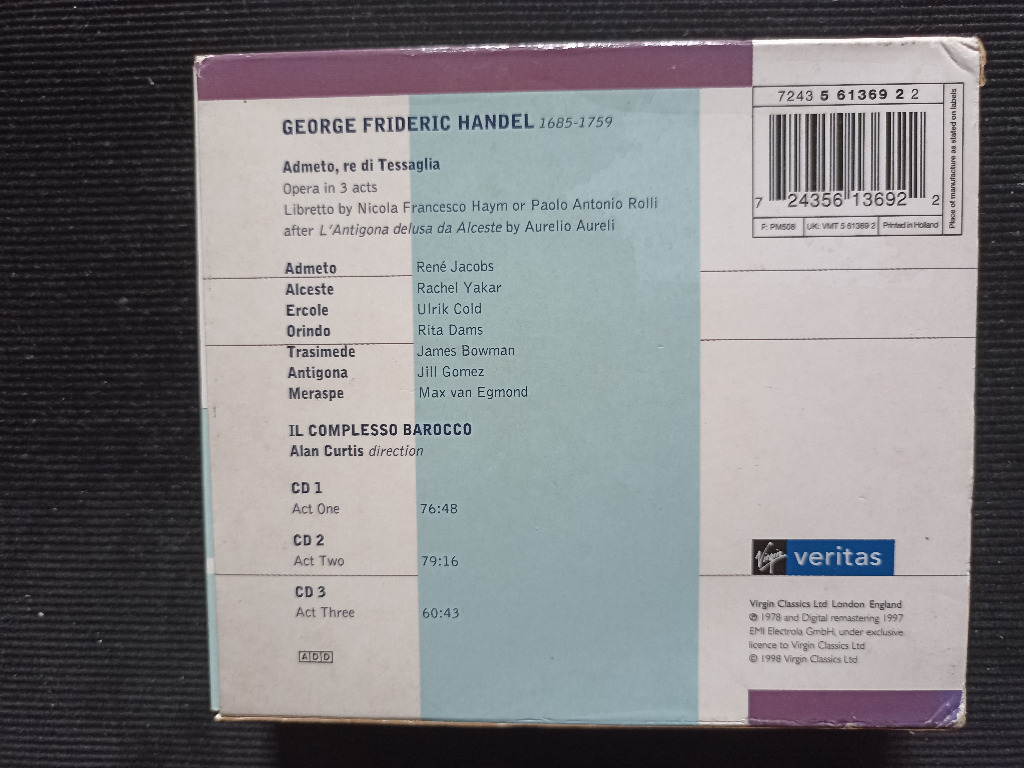 GEORGE FRIDERIC HANDEL 1685-1759
Admeto, re di Tessaglia
Opera in 3 acts
Libretto by Nicola Francesco Haym or Paolo Antonio Rolli
after L'Antigona delusa da Alceste by Aurelio Aureli
Admeto René Jacobs
Alceste Rachel Yakar
Ercole Ulrik Cold
Orindo Rita Dams
Trasimede James Bowman
Antigona Jill Gomez
Meraspe Max van Egmond
IL COMPLESSO BAROCCO
Alan Curtis direction
CD 1
Act One 76:48
CD 2
Act Two 79:16
CD 3
Act Three 60:43
ADD
7243 5 61369 2 2
7 24356 13692 2
F: PM508 UK: VMT 5 61369 2 Printed in Holland
Place of manufacture as stated on labels
Virgin veritas
Virgin Classics Ltd London England
℗ 1978 and Digital remastering 1997
EMI Electrola GmbH, under exclusive
licence to Virgin Classics Ltd
© 1998 Virgin Classics Ltd